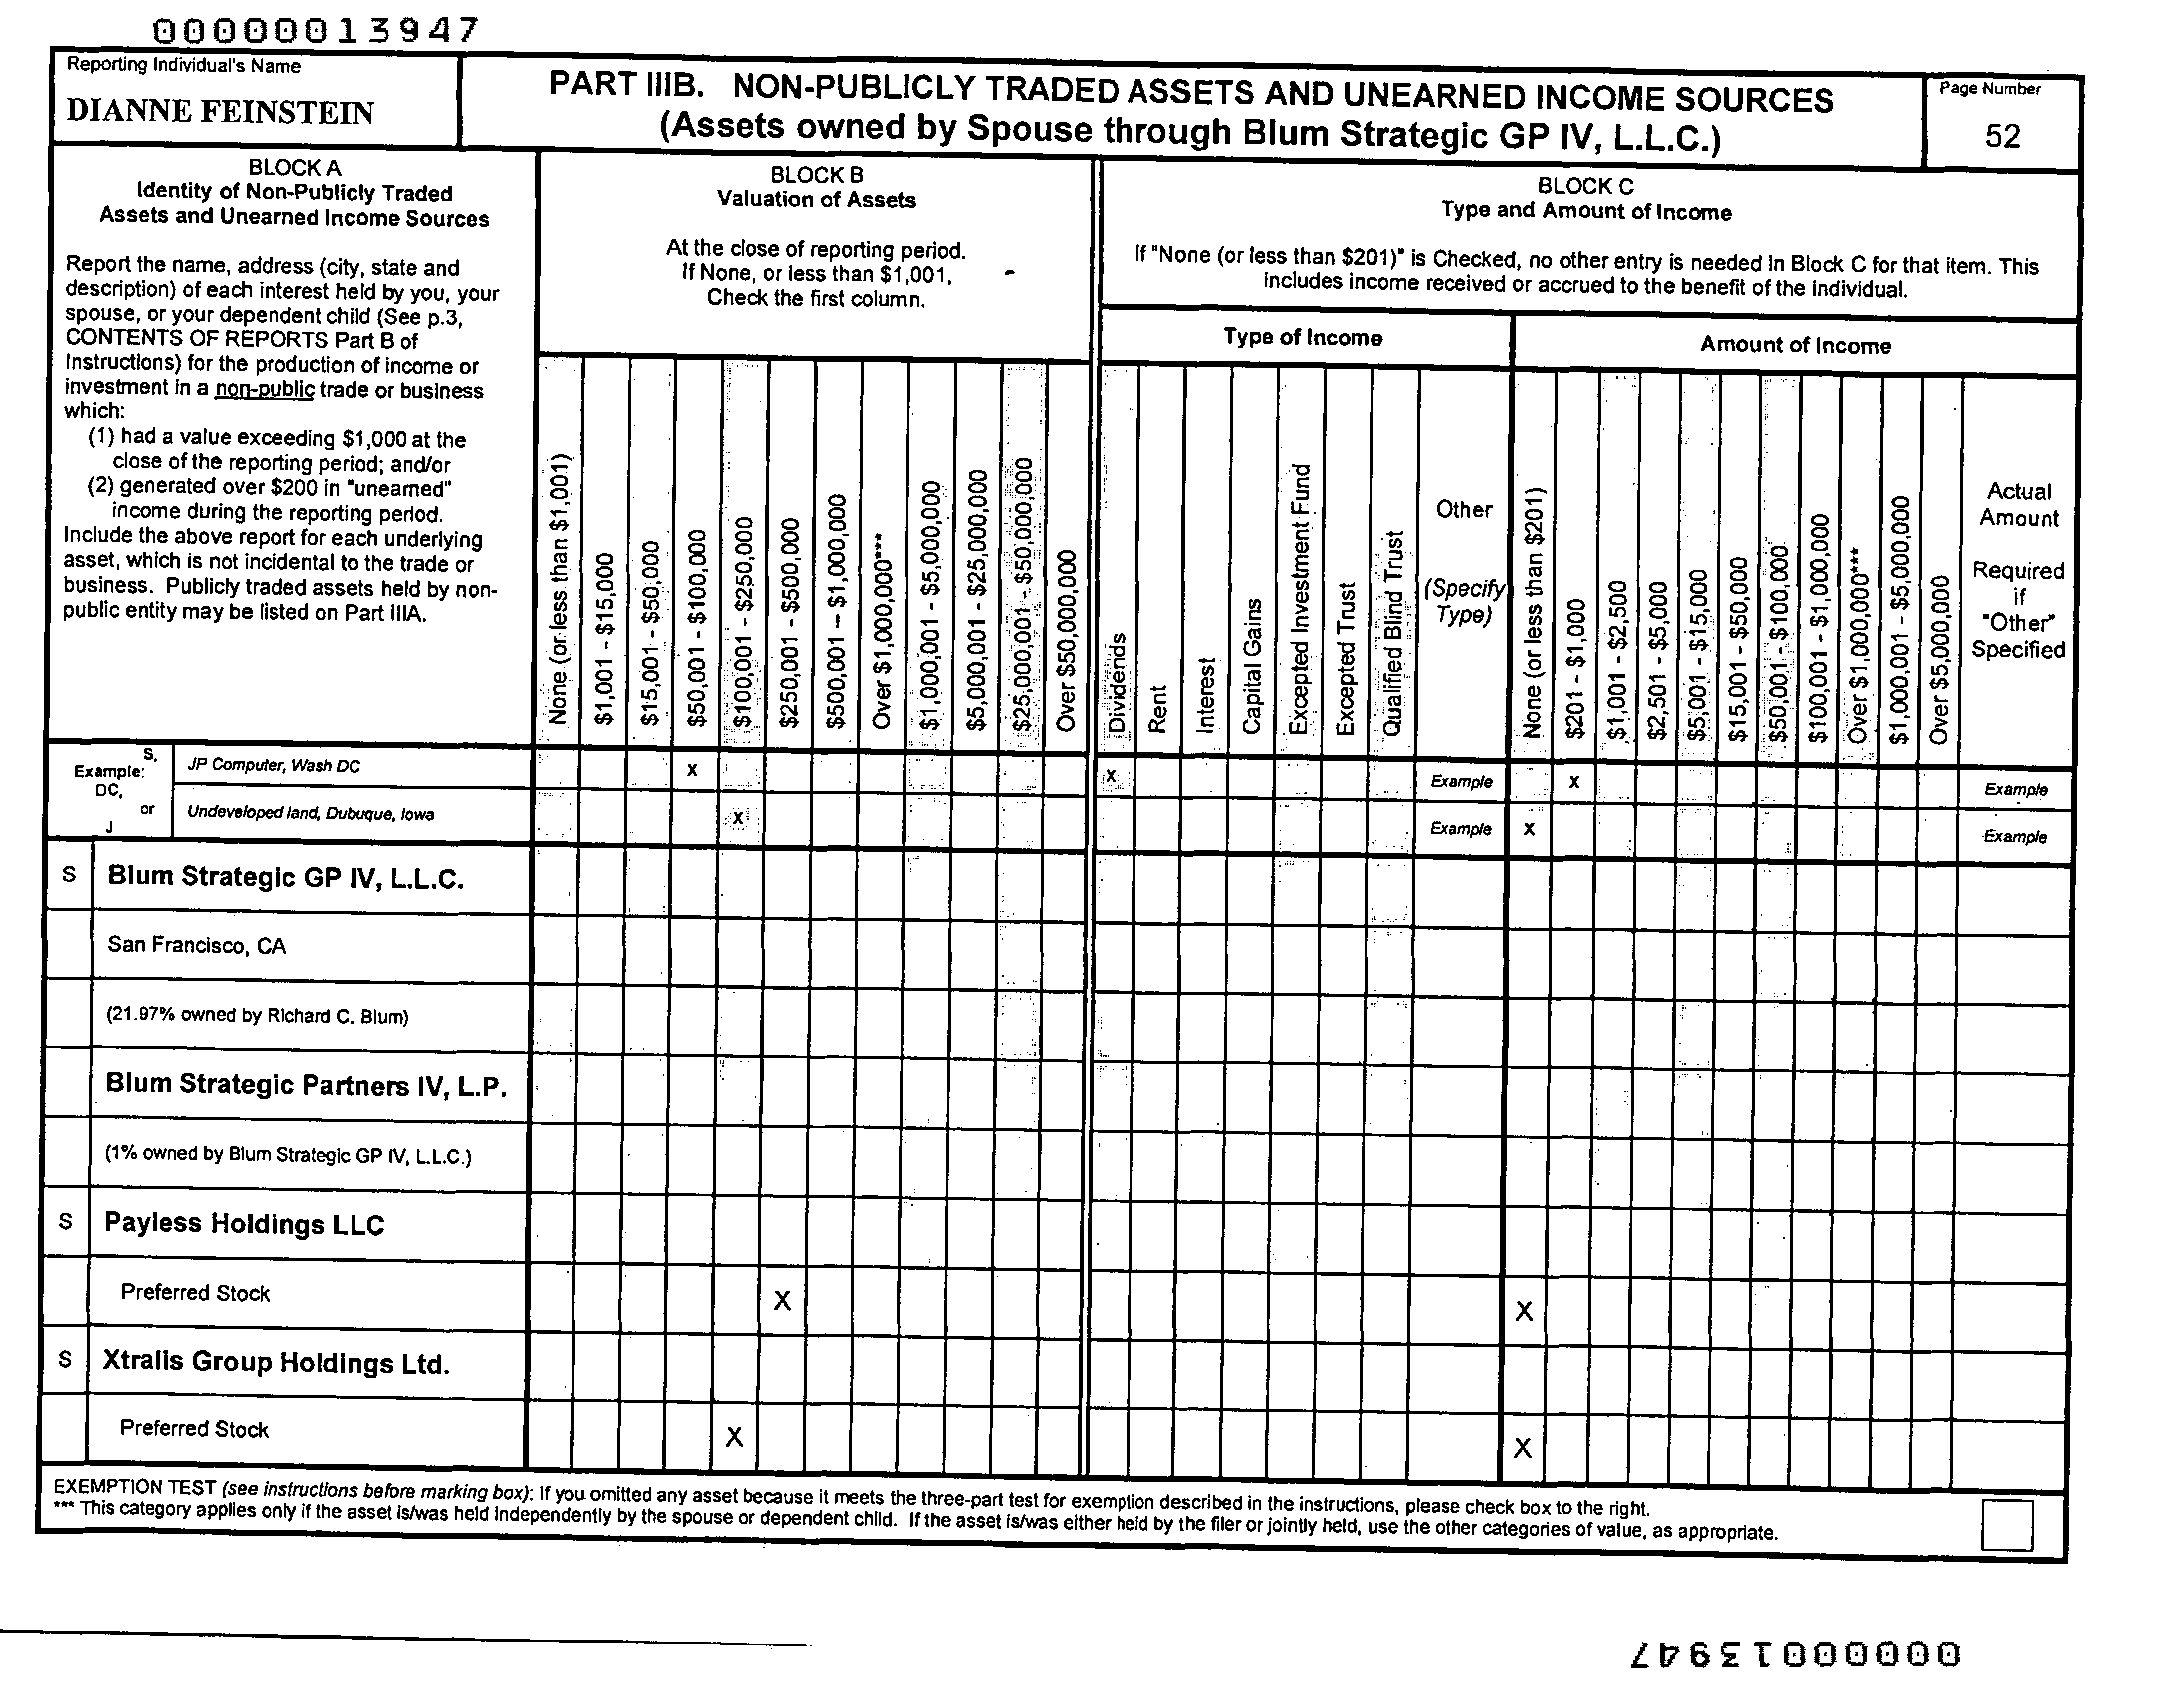 00000013947
Reporting Individual's Name
DIANNE FEINSTEIN
PART IIIB. NON-PUBLICLY TRADED ASSETS AND UNEARNED INCOME SOURCES
(Assets owned by Spouse through Blum Strategic GP IV, L.L.C.)
Page Number
52
BLOCK A
Identity of Non-Publicly Traded
Assets and Unearned Income Sources
Report the name, address (city, state and
description) of each interest held by you, your
spouse, or your dependent child (See p.3,
CONTENTS OF REPORTS Part B of
Instructions) for the production of income or
investment in a non-public trade or business
which:
(1) had a value exceeding $1,000 at the
close of the reporting period; and/or
(2) generated over $200 in "unearned"
income during the reporting period.
Include the above report for each underlying
asset, which is not incidental to the trade or
business. Publicly traded assets held by non-
public entity may be listed on Part IIIA.
BLOCK B
Valuation of Assets
At the close of reporting period.
If None, or less than $1,001,
Check the first column.
BLOCK C
Type and Amount of Income
If "None (or less than $201)" is Checked, no other entry is needed in Block C for that item. This
includes income received or accrued to the benefit of the individual.
Type of Income
Amount of Income
None (or less than $1,001)
$1,001 - $15,000
$15,001 - $50,000
$50,001 - $100,000
$100,001 - $250,000
$250,001 - $500,000
$500,001 - $1,000,000
Over $1,000,000***
$1,000,001 - $5,000,000
$5,000,001 - $25,000,000
$25,000,001 - $50,000,000
Over $50,000,000
Dividends
Rent
Interest
Capital Gains
Excepted Investment Fund
Excepted Trust
Qualified Blind Trust
Other
(Specify
Type)
None (or less than $201)
$201 - $1,000
$1,001 - $2,500
$2,501 - $5,000
$5,001 - $15,000
$15,001 - $50,000
$50,001 - $100,000
$100,001 - $1,000,000
Over $1,000,000***
$1,000,001 - $5,000,000
Over $5,000,000
Actual
Amount
Required
if
"Other"
Specified
S,
Example:
DC,
or
J
JP Computer, Wash DC X X Example X Example
Undeveloped land, Dubuque, Iowa X Example X Example
S Blum Strategic GP IV, L.L.C.
San Francisco, CA
(21.97% owned by Richard C. Blum)
Blum Strategic Partners IV, L.P.
(1% owned by Blum Strategic GP IV, L.L.C.)
S Payless Holdings LLC
Preferred Stock X X
S Xtralis Group Holdings Ltd.
Preferred Stock X X
EXEMPTION TEST (see instructions before marking box): If you omitted any asset because it meets the three-part test for exemption described in the instructions, please check box to the right.
*** This category applies only if the asset is/was held independently by the spouse or dependent child. If the asset is/was either held by the filer or jointly held, use the other categories of value, as appropriate.
00000013947